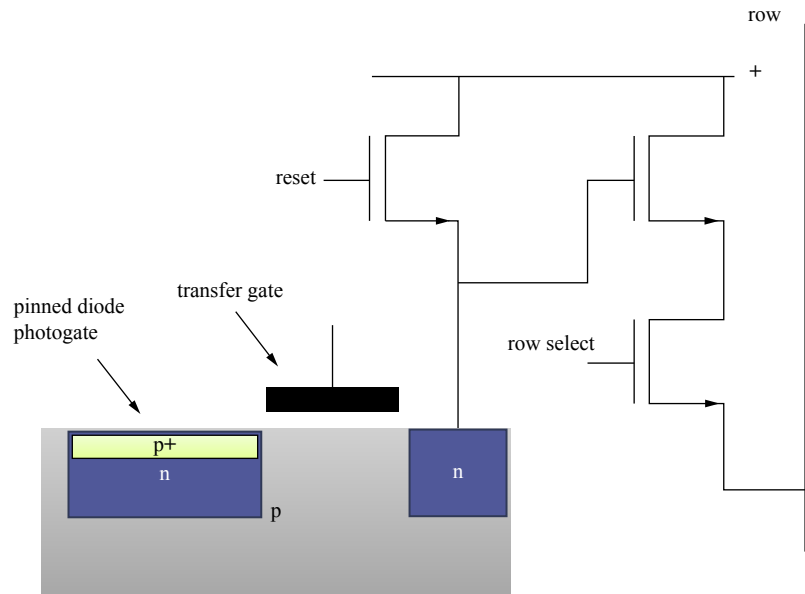 row
+
reset
transfer gate
pinned diode
photogate
row select
p+
n
n
p